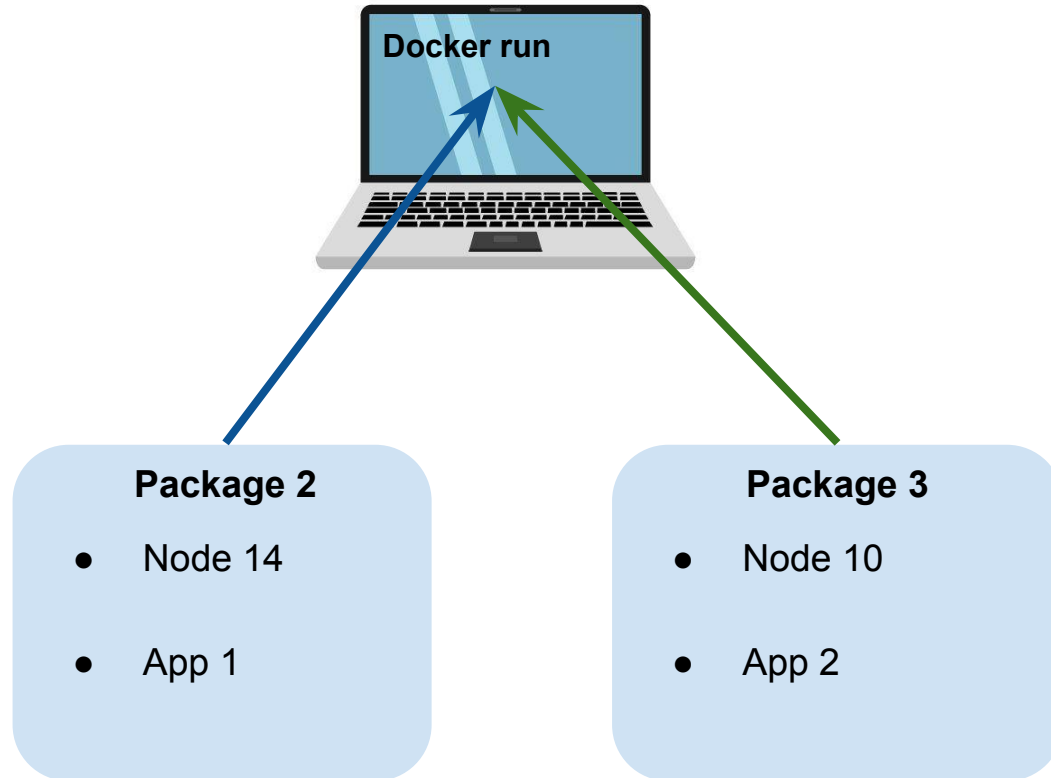 Docker run
Package 2
● Node 14
● App 1
Package 3
● Node 10
● App 2